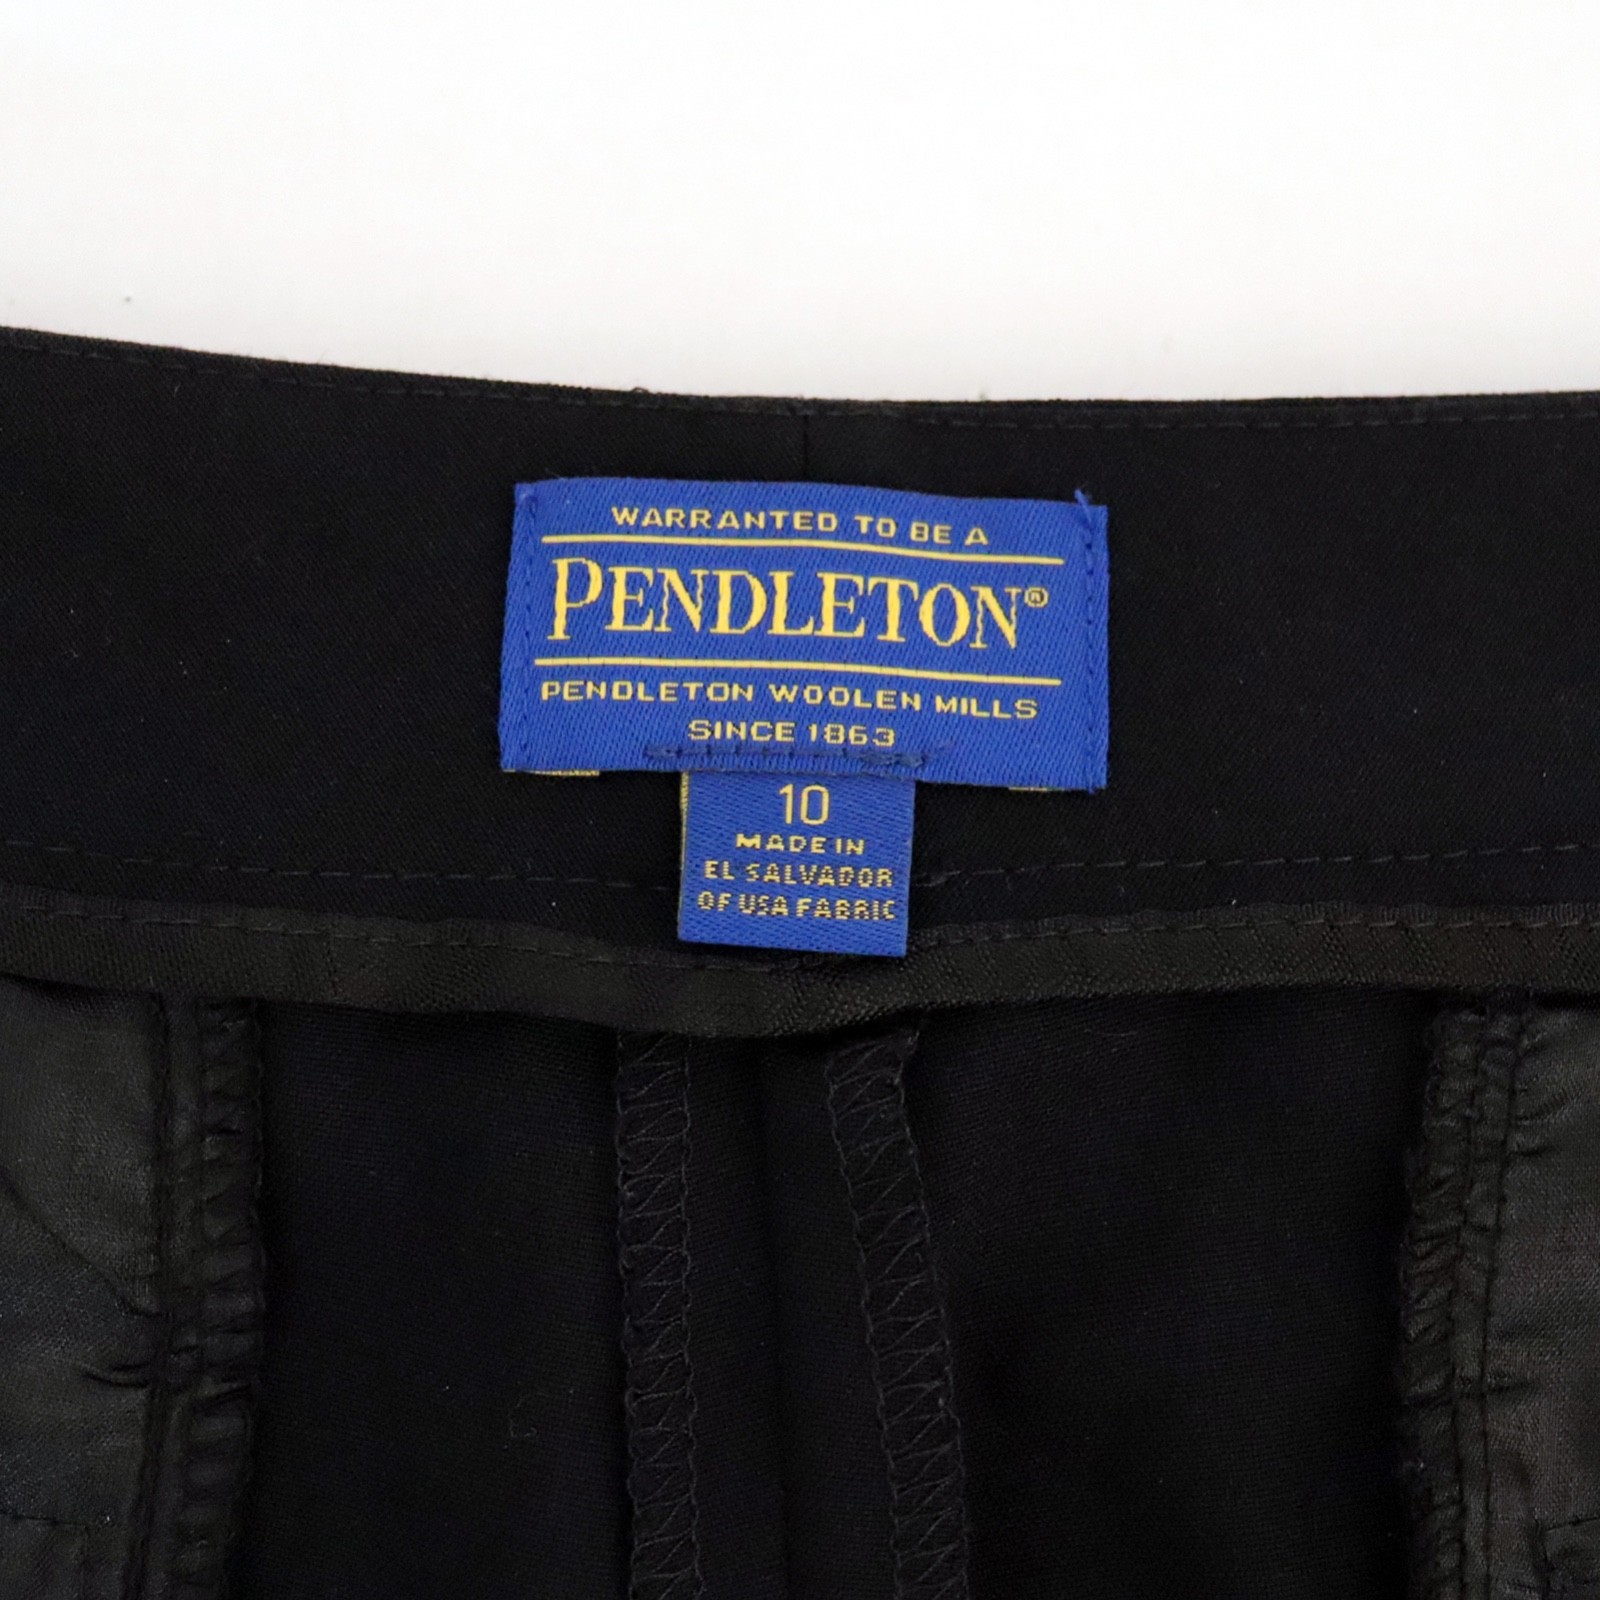 WARRANTED TO BE A
PENDLETON®
PENDLETON WOOLEN MILLS
SINCE 1863
10
MADE IN
EL SALVADOR
OF USA FABRIC